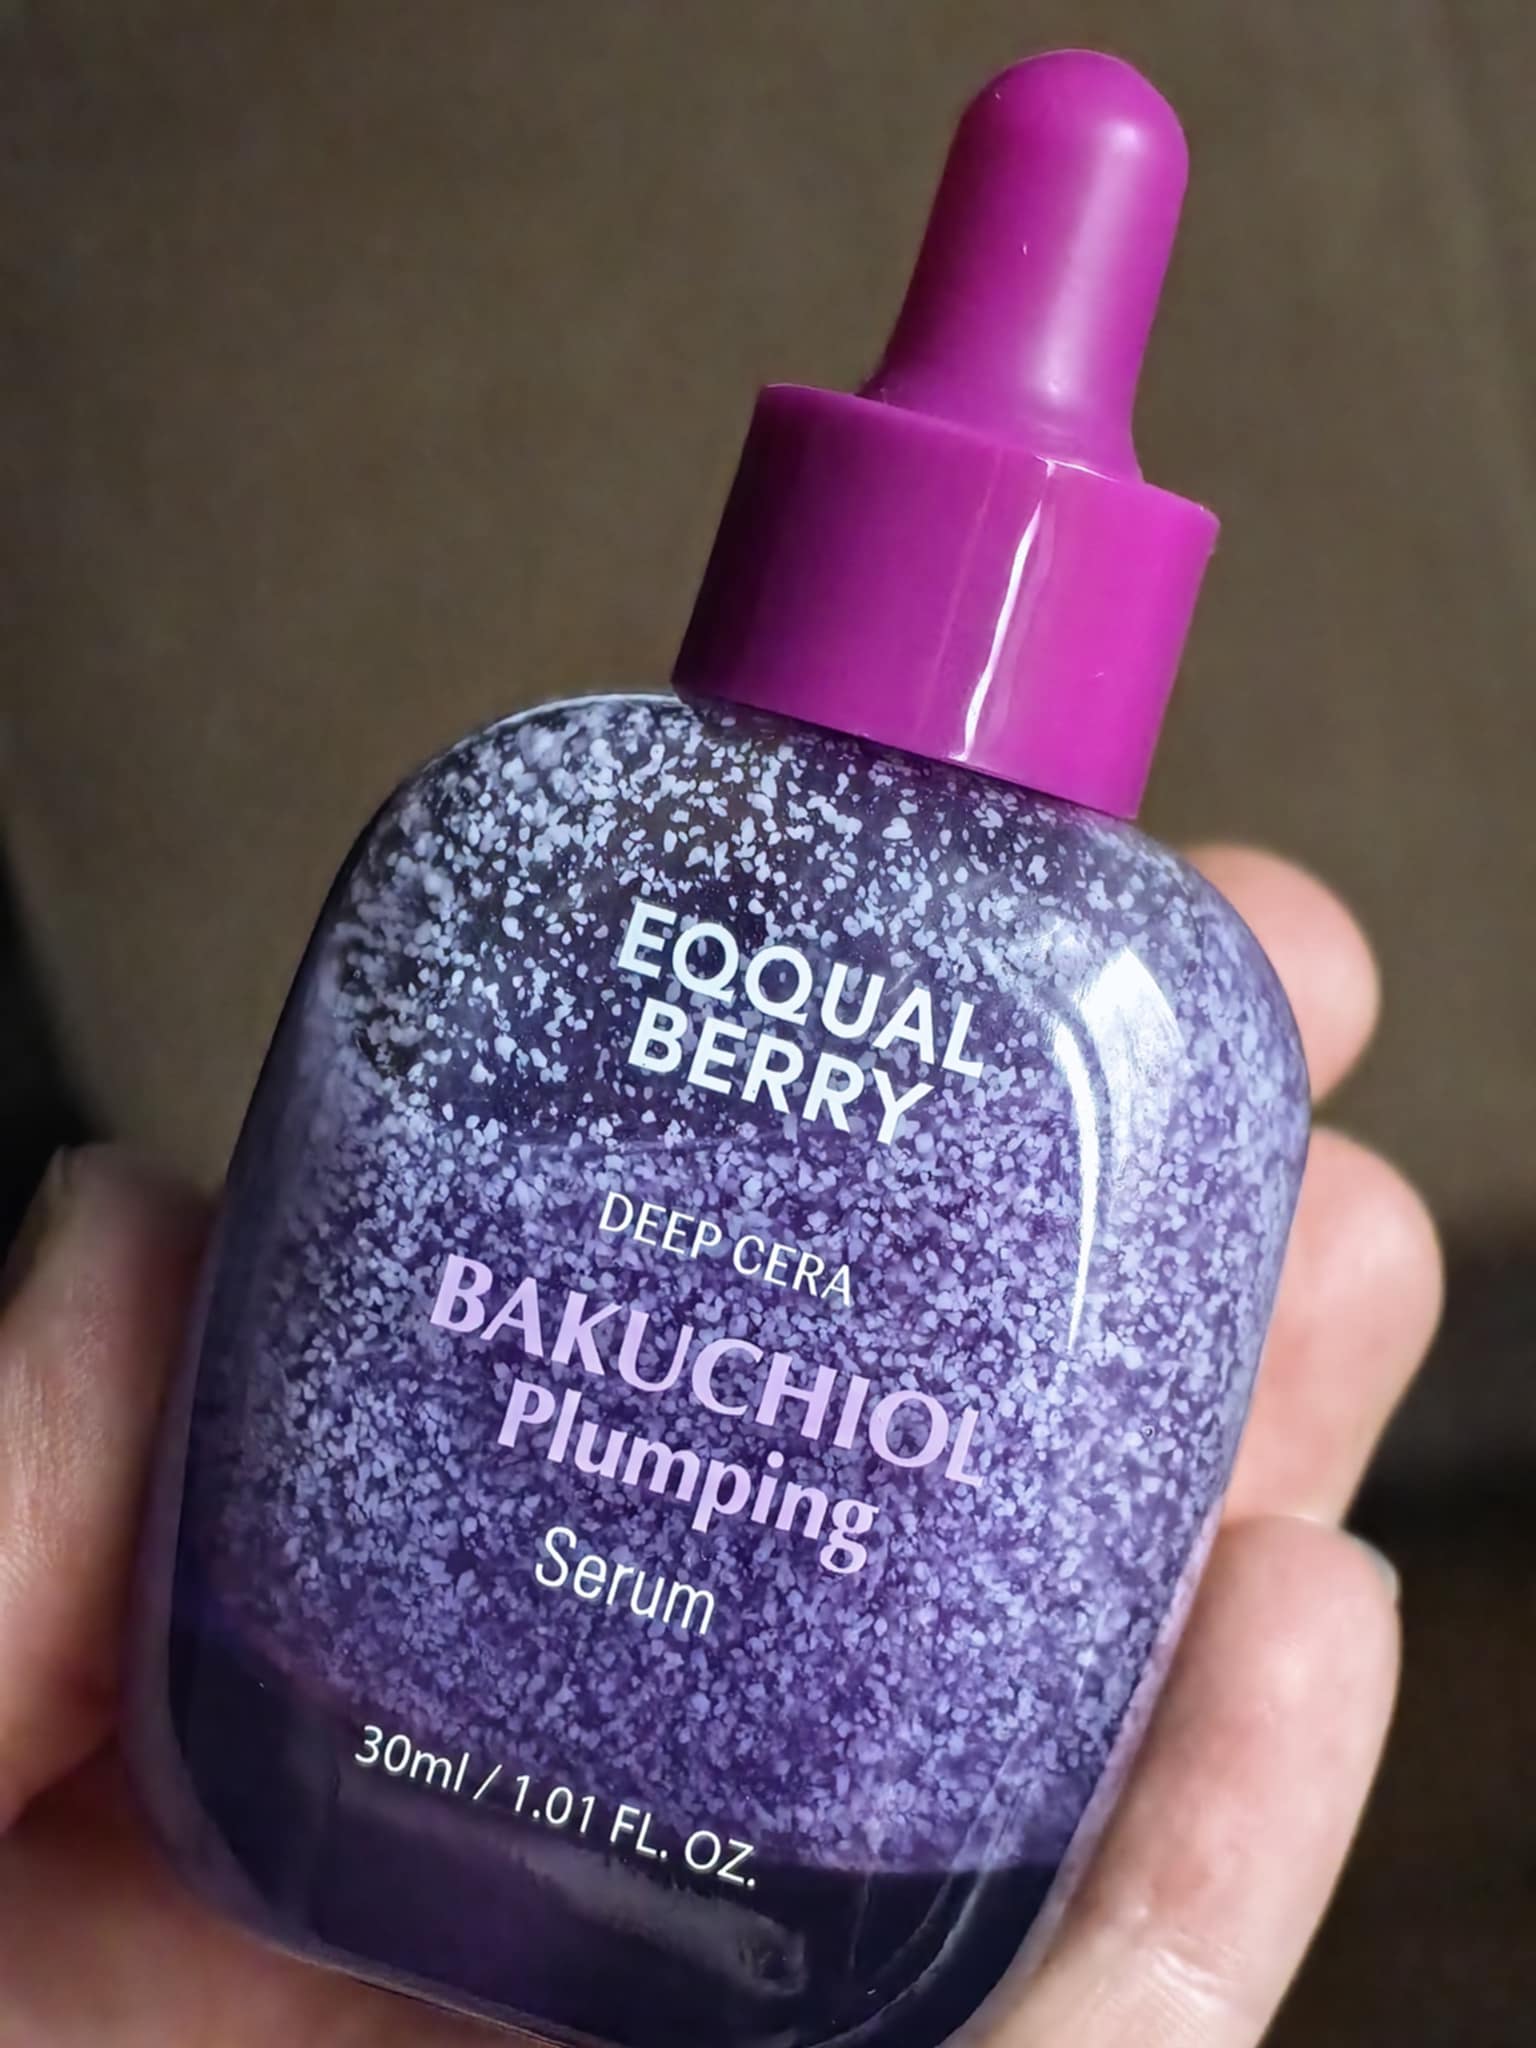 EQQUAL
BERRY
DEEP CERA
BAKUCHIOL
Plumping
Serum
30ml / 1.01 FL. OZ.